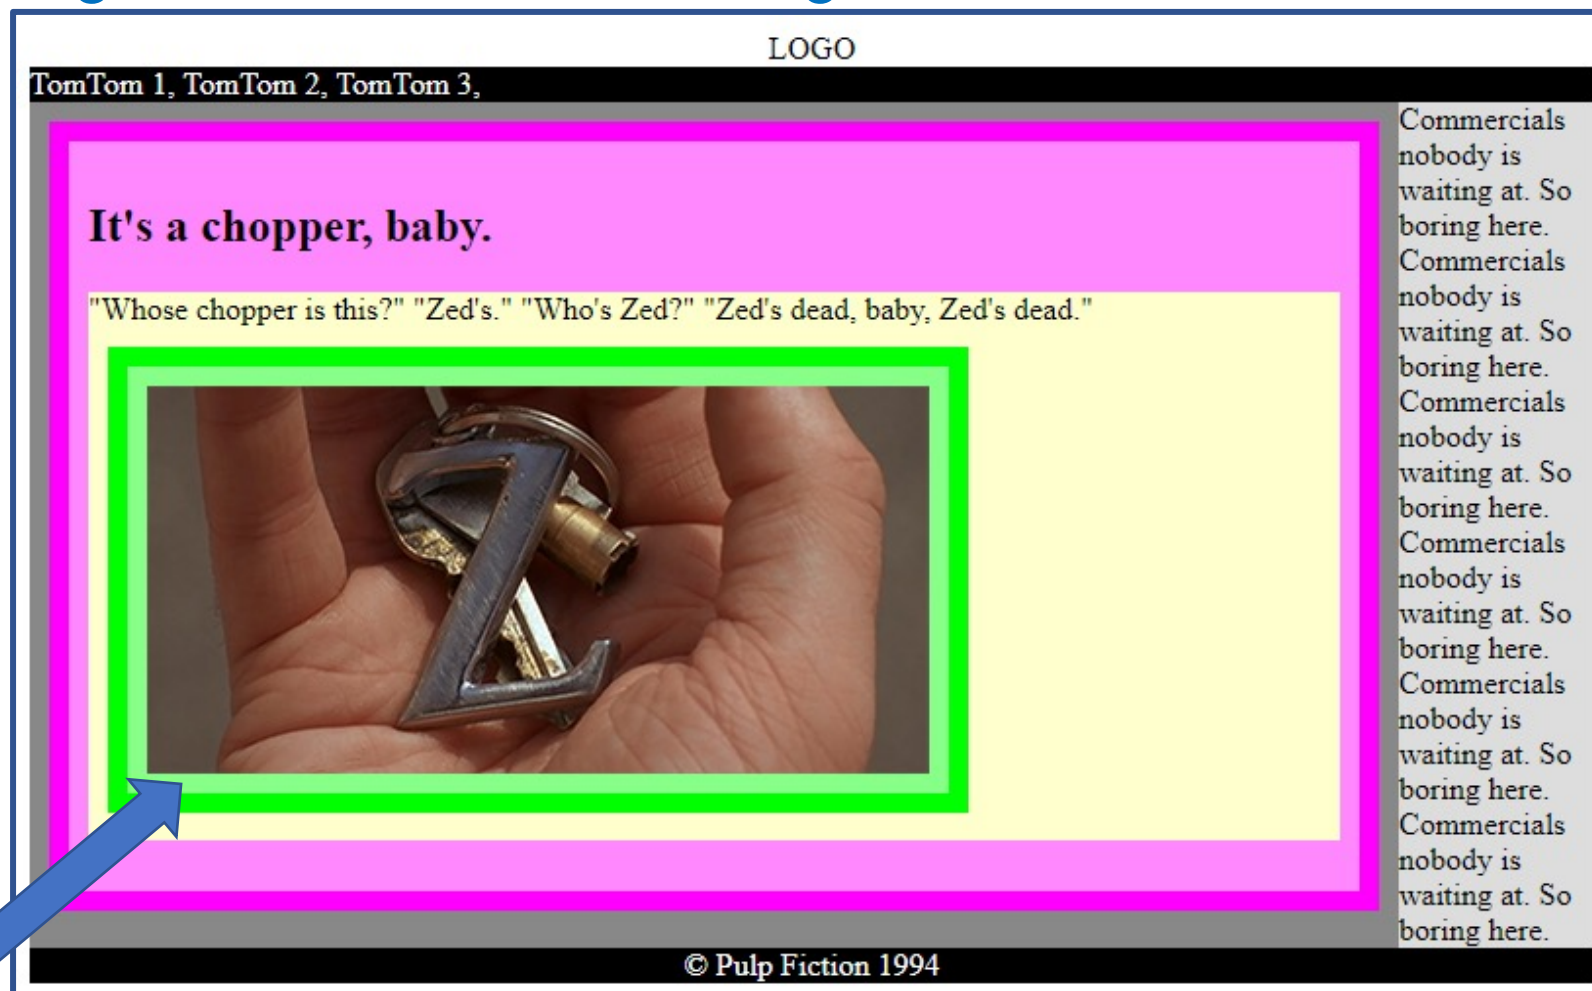 LOGO
TomTom 1, TomTom 2, TomTom 3,
It's a chopper, baby.
"Whose chopper is this?" "Zed's." "Who's Zed?" "Zed's dead, baby, Zed's dead."
Commercials
nobody is
waiting at. So
boring here.
Commercials
nobody is
waiting at. So
boring here.
Commercials
nobody is
waiting at. So
boring here.
Commercials
nobody is
waiting at. So
boring here.
Commercials
nobody is
waiting at. So
boring here.
Commercials
nobody is
waiting at. So
boring here.
© Pulp Fiction 1994